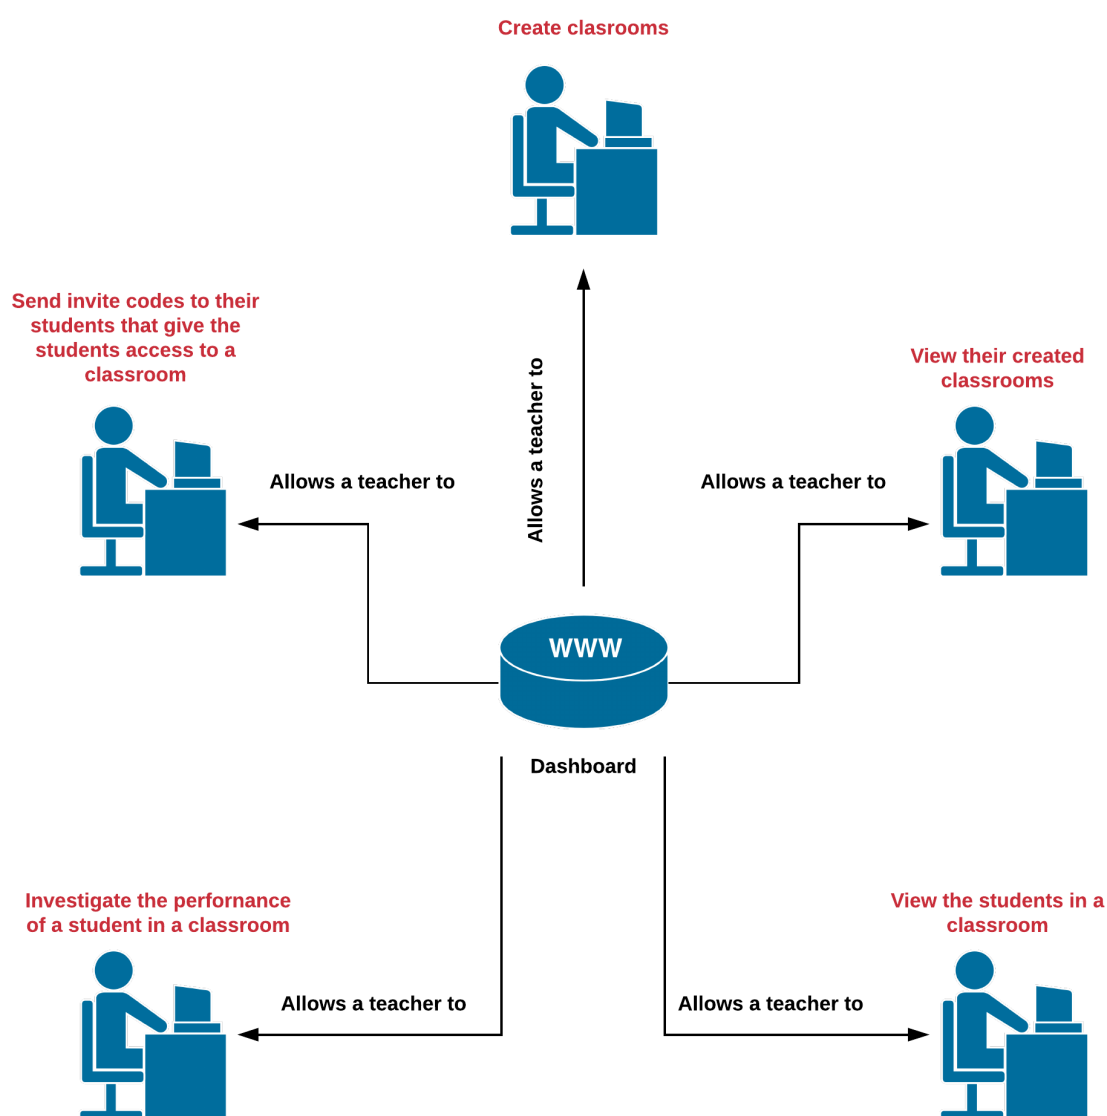 Create clasrooms
Send invite codes to their
students that give the
students access to a
classroom
View their created
classrooms
Allows a teacher to
Allows a teacher to
Allows a teacher to
WWW
Dashboard
Investigate the perfornance
of a student in a classroom
View the students in a
classroom
Allows a teacher to
Allows a teacher to